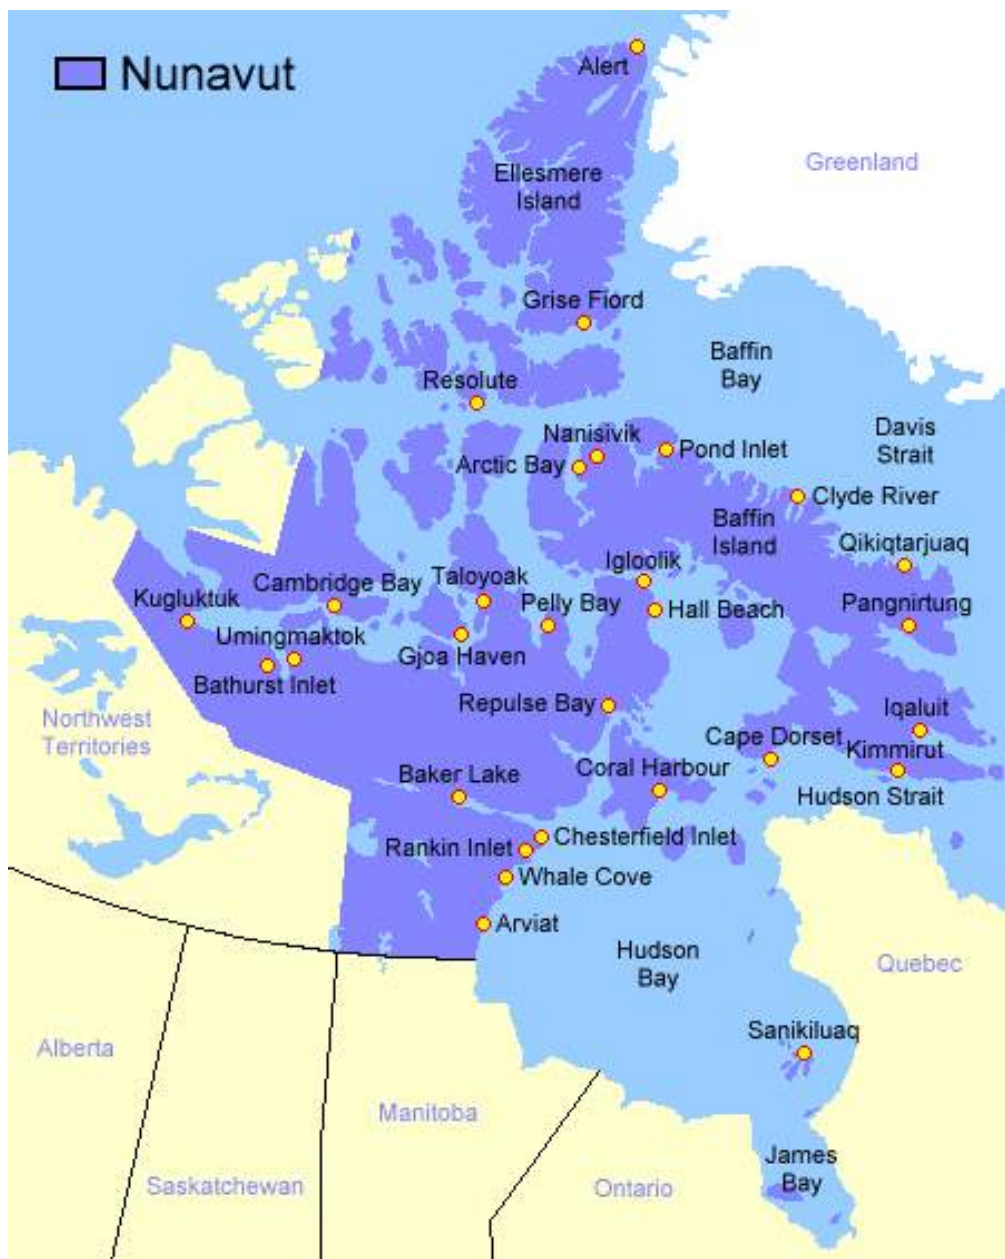 Nunavut
Alert
Greenland
Ellesmere
Island
Grise Fiord
Baffin
Bay
Resolute
Davis
Strait
Nanisivik
Pond Inlet
Arctic Bay
Clyde River
Baffin
Island
Qikiqtarjuaq
Igloolik
Taloyoak
Cambridge Bay
Kugluktuk
Pelly Bay
Hall Beach
Pangnirtung
Umingmaktok
Gjoa Haven
Bathurst Inlet
Repulse Bay
Iqaluit
Northwest
Territories
Cape Dorset
Kimmirut
Baker Lake
Coral Harbour
Hudson Strait
Chesterfield Inlet
Rankin Inlet
Whale Cove
Arviat
Hudson
Bay
Quebec
Sanikiluaq
Alberta
Manitoba
James
Bay
Saskatchewan
Ontario